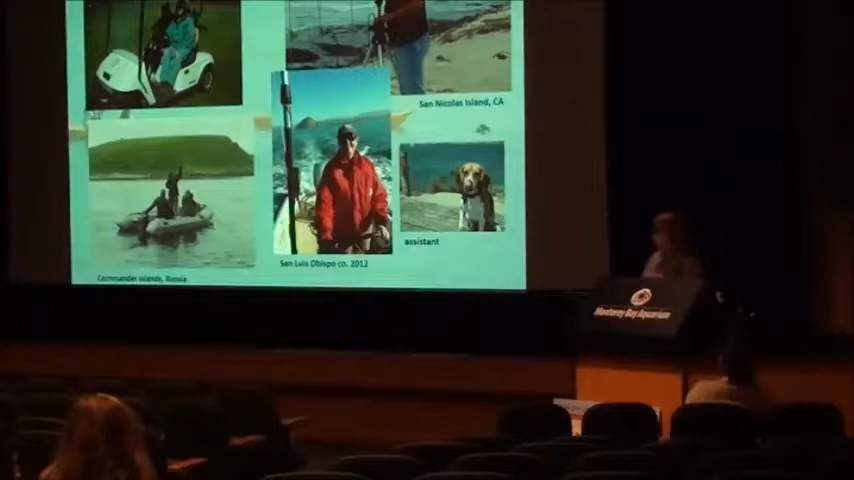 San Nicolas Island, CA
assistant
San Luis Obispo co. 2012
Commander Islands, Russia
Monterey Bay Aquarium